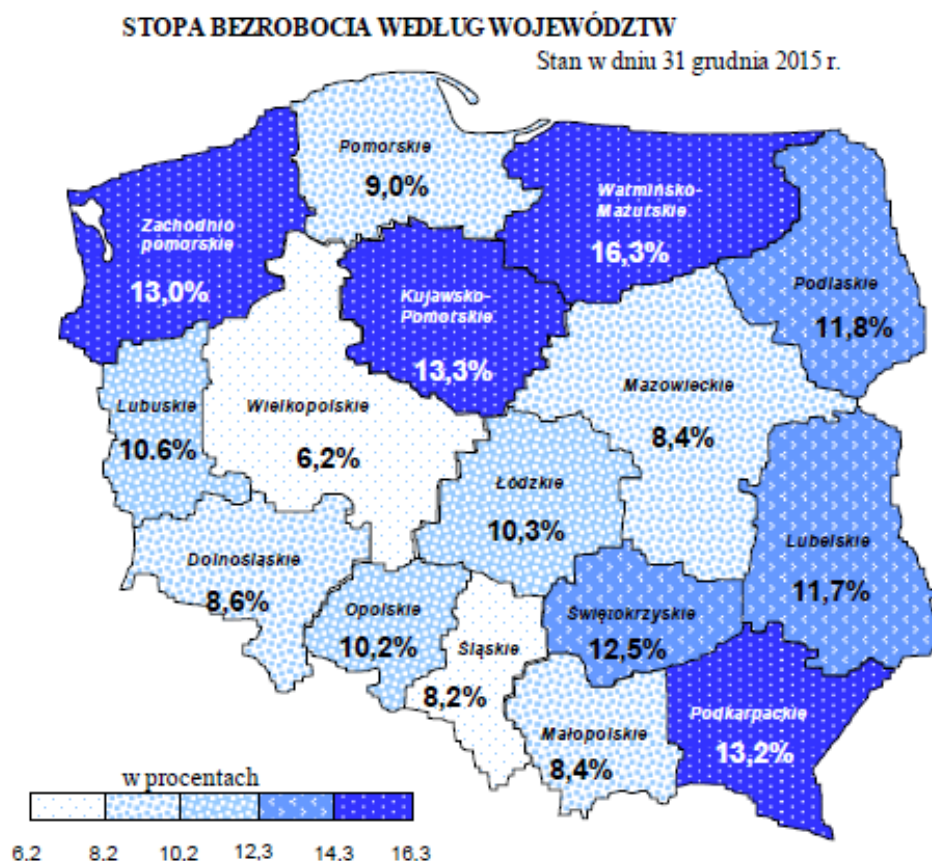 STOPA BEZROBOCIA WEDŁUG WOJEWÓDZTW
Stan w dniu 31 grudnia 2015 r.
Pomorskie
9,0%
Warmińsko-
Mazurskie
16,3%
Zachodnio
pomorskie
13,0%
Podlaskie
11,8%
Kujawsko-
Pomorskie
13,3%
Mazowieckie
8,4%
Lubuskie
10.6%
Wielkopolskie
6,2%
Łódzkie
10,3%
Lubelskie
11,7%
Dolnośląskie
8,6%
Opolskie
10,2%
Śląskie
8,2%
Świętokrzyskie
12,5%
Małopolskie
8,4%
Podkarpackie
13,2%
w procentach
6.2 8.2 10.2 12,3 14.3 16.3